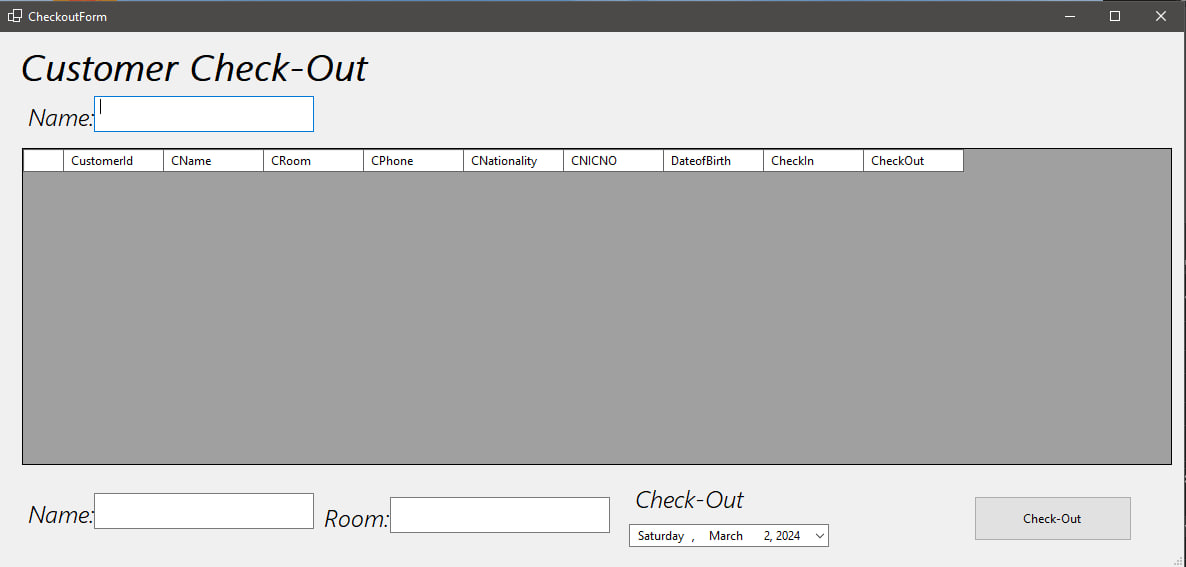 CheckoutForm
Customer Check-Out
Name:
CustomerId CName CRoom CPhone CNationality CNICNO DateofBirth CheckIn CheckOut
Name:
Room:
Check-Out
Saturday , March 2, 2024
Check-Out